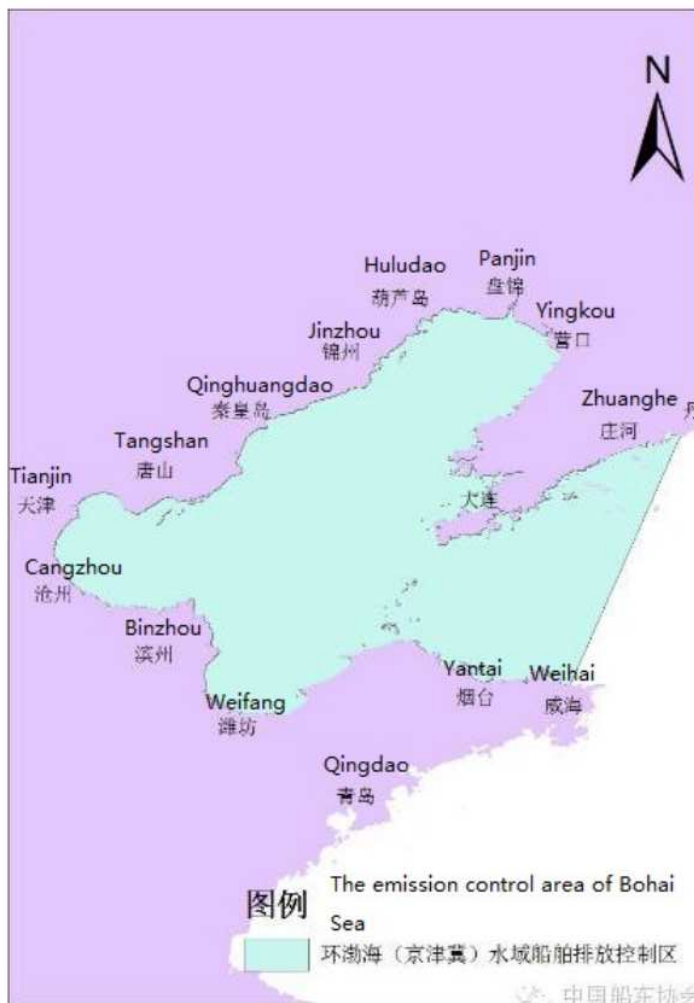 N
Panjin
盘锦
Huludao
葫芦岛
Yingkou
营口
Jinzhou
锦州
Qinghuangdao
秦皇岛
Zhuanghe
庄河
丹
Tangshan
唐山
Tianjin
天津
大连
Cangzhou
沧州
Binzhou
滨州
Yantai
烟台
Weihai
威海
Weifang
潍坊
Qingdao
青岛
图例
The emission control area of Bohai
Sea
环渤海（京津冀）水域船舶排放控制区
中国船东协会